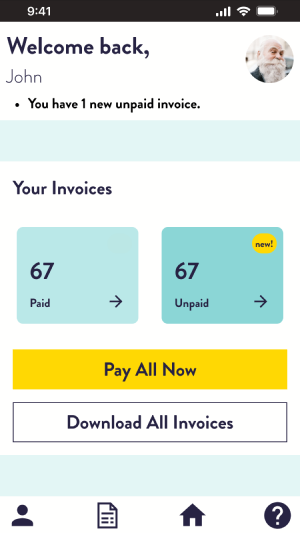 9:41
Welcome back,
John
• You have 1 new unpaid invoice.
Your Invoices
67
Paid
new!
67
Unpaid
Pay All Now
Download All Invoices
?